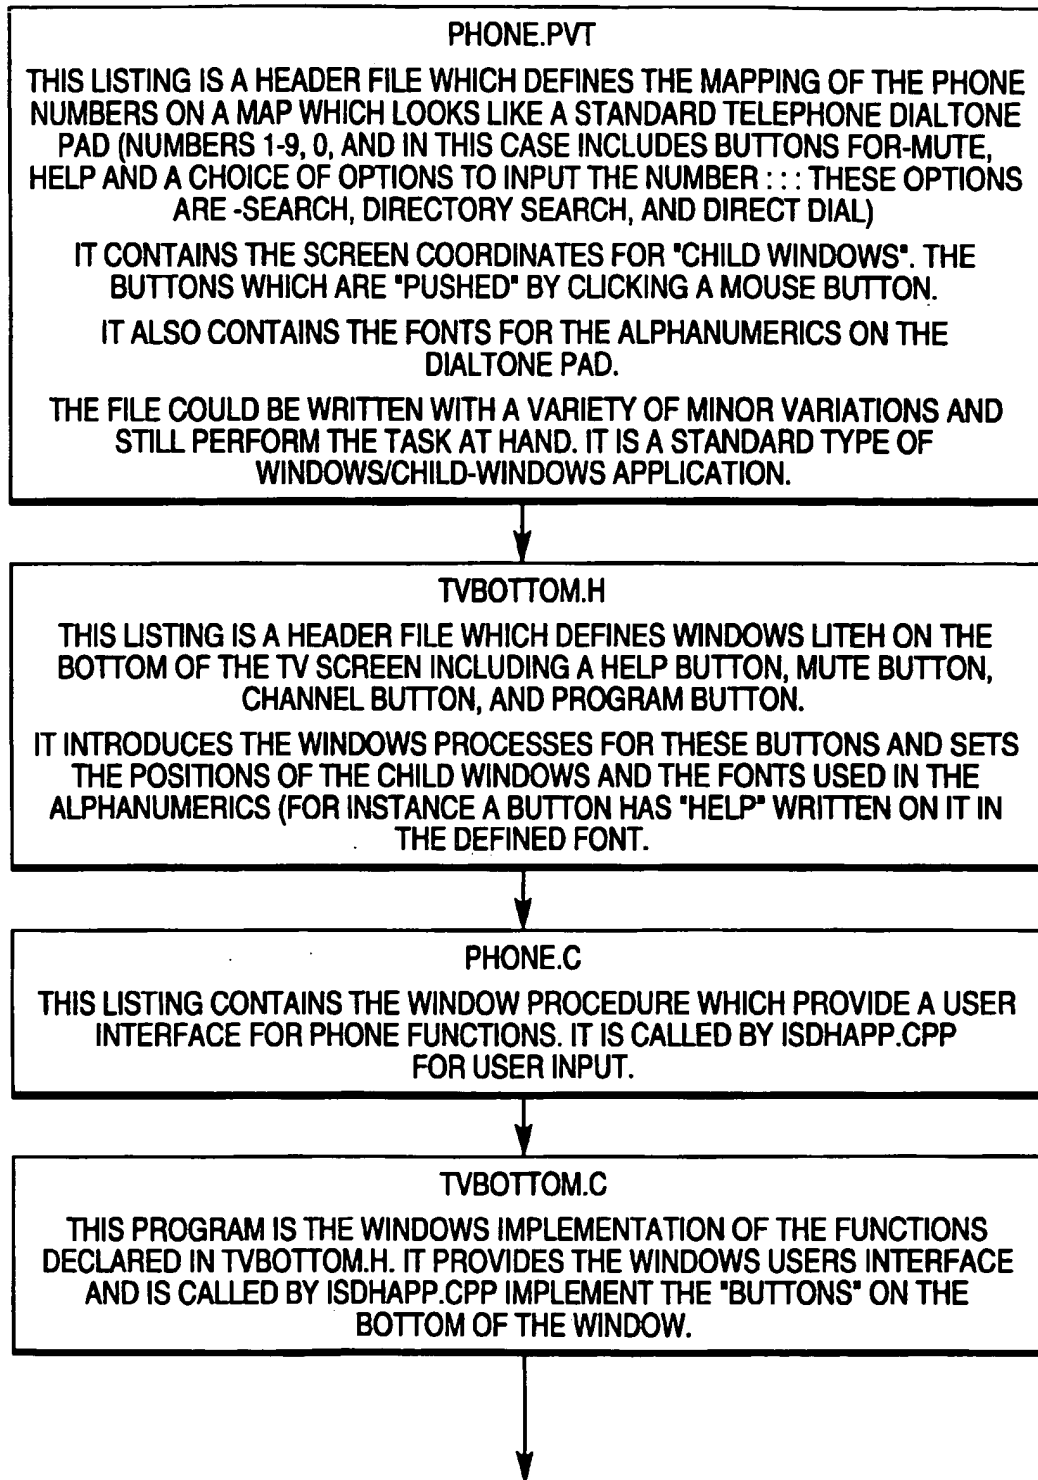 PHONE.PVT
THIS LISTING IS A HEADER FILE WHICH DEFINES THE MAPPING OF THE PHONE
NUMBERS ON A MAP WHICH LOOKS LIKE A STANDARD TELEPHONE DIALTONE
PAD (NUMBERS 1-9, 0, AND IN THIS CASE INCLUDES BUTTONS FOR-MUTE,
HELP AND A CHOICE OF OPTIONS TO INPUT THE NUMBER : : : THESE OPTIONS
ARE -SEARCH, DIRECTORY SEARCH, AND DIRECT DIAL)
IT CONTAINS THE SCREEN COORDINATES FOR "CHILD WINDOWS". THE
BUTTONS WHICH ARE "PUSHED" BY CLICKING A MOUSE BUTTON.
IT ALSO CONTAINS THE FONTS FOR THE ALPHANUMERICS ON THE
DIALTONE PAD.
THE FILE COULD BE WRITTEN WITH A VARIETY OF MINOR VARIATIONS AND
STILL PERFORM THE TASK AT HAND. IT IS A STANDARD TYPE OF
WINDOWS/CHILD-WINDOWS APPLICATION.
TVBOTTOM.H
THIS LISTING IS A HEADER FILE WHICH DEFINES WINDOWS LITEH ON THE
BOTTOM OF THE TV SCREEN INCLUDING A HELP BUTTON, MUTE BUTTON,
CHANNEL BUTTON, AND PROGRAM BUTTON.
IT INTRODUCES THE WINDOWS PROCESSES FOR THESE BUTTONS AND SETS
THE POSITIONS OF THE CHILD WINDOWS AND THE FONTS USED IN THE
ALPHANUMERICS (FOR INSTANCE A BUTTON HAS "HELP" WRITTEN ON IT IN
THE DEFINED FONT.
PHONE.C
THIS LISTING CONTAINS THE WINDOW PROCEDURE WHICH PROVIDE A USER
INTERFACE FOR PHONE FUNCTIONS. IT IS CALLED BY ISDHAPP.CPP
FOR USER INPUT.
TVBOTTOM.C
THIS PROGRAM IS THE WINDOWS IMPLEMENTATION OF THE FUNCTIONS
DECLARED IN TVBOTTOM.H. IT PROVIDES THE WINDOWS USERS INTERFACE
AND IS CALLED BY ISDHAPP.CPP IMPLEMENT THE "BUTTONS" ON THE
BOTTOM OF THE WINDOW.